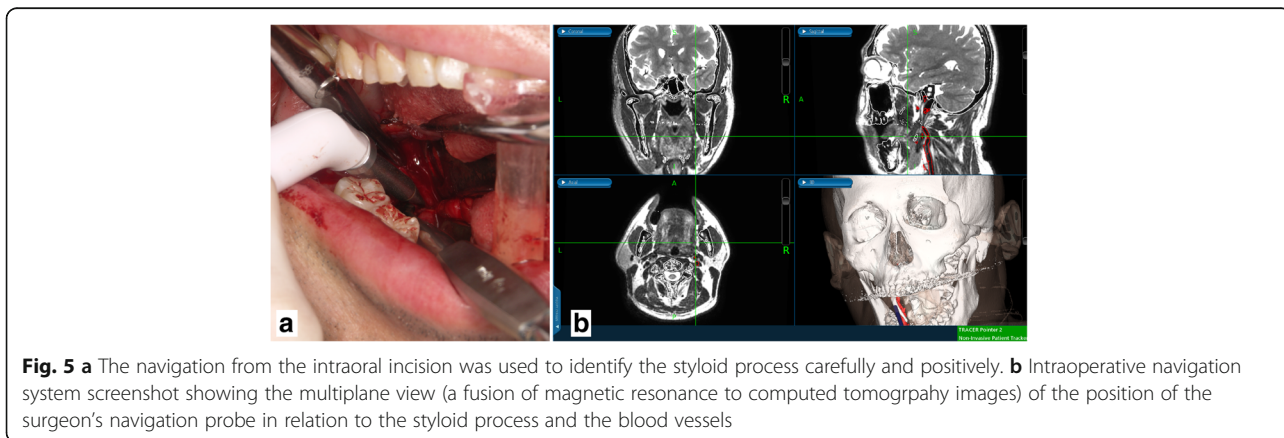 Coronal
Sagittal
A
A
L
R
A
Axial
3D
A
L
R
TRACER Pointer 2
Non-Invasive Patient Tracke
a
b
Fig. 5 a The navigation from the intraoral incision was used to identify the styloid process carefully and positively. b Intraoperative navigation
system screenshot showing the multiplane view (a fusion of magnetic resonance to computed tomogrpahy images) of the position of the
surgeon's navigation probe in relation to the styloid process and the blood vessels